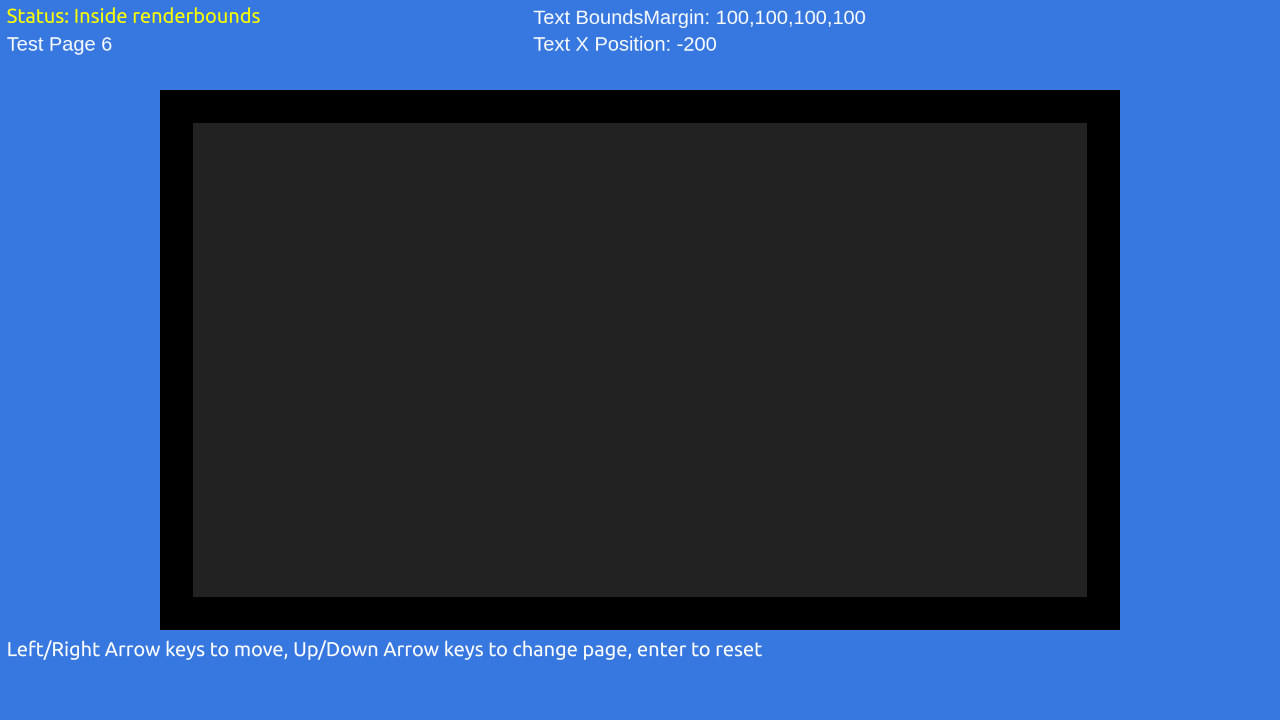 Status: Inside renderbounds
Test Page 6
Text BoundsMargin: 100,100,100,100
Text X Position: -200
Left/Right Arrow keys to move, Up/Down Arrow keys to change page, enter to reset